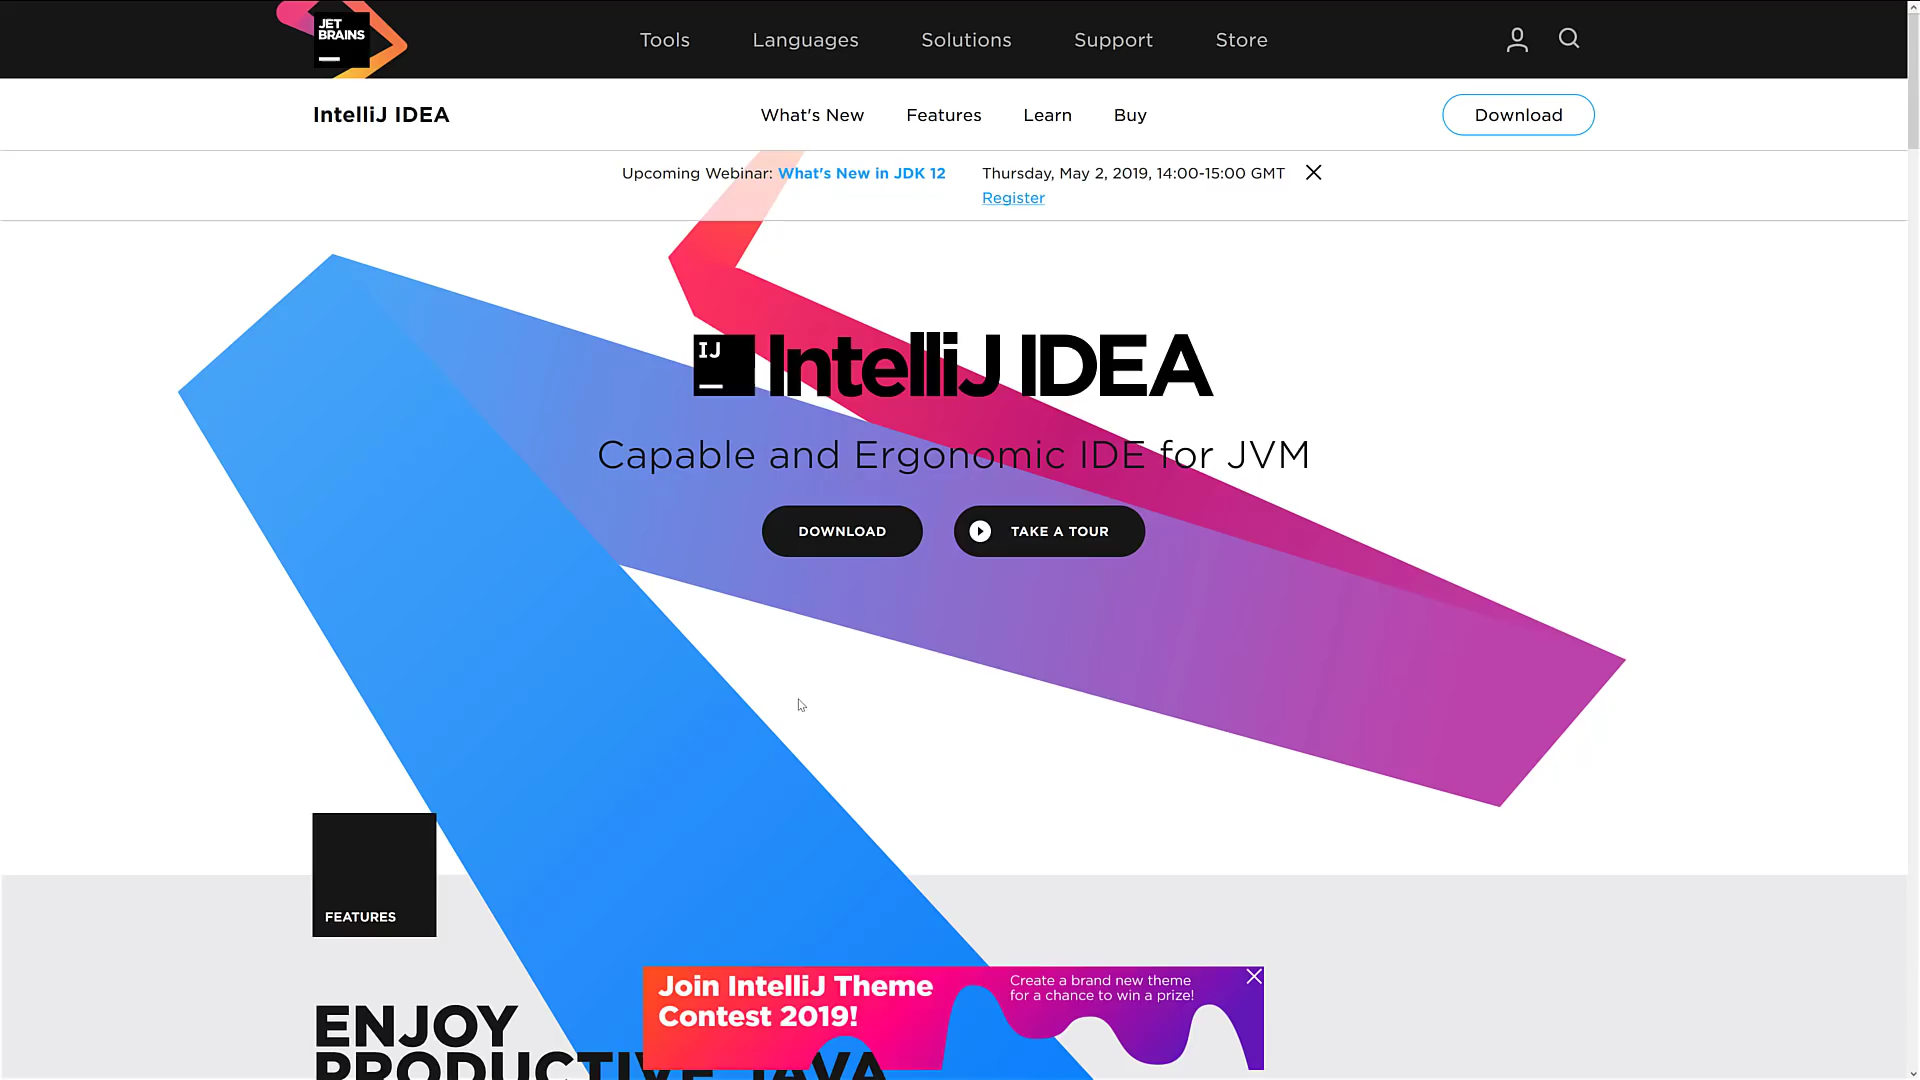 JET
BRAINS
Tools
Languages
Solutions
Support
Store
IntelliJ IDEA
What's New
Features
Learn
Buy
Download
Upcoming Webinar: What's New in JDK 12
Thursday, May 2, 2019, 14:00-15:00 GMT
Register
IJ
IntelliJ IDEA
Capable and Ergonomic IDE for JVM
DOWNLOAD
TAKE A TOUR
FEATURES
ENJOY
PRODUCTIVE JAVA
Join IntelliJ Theme
Contest 2019!
Create a brand new theme
for a chance to win a prize!